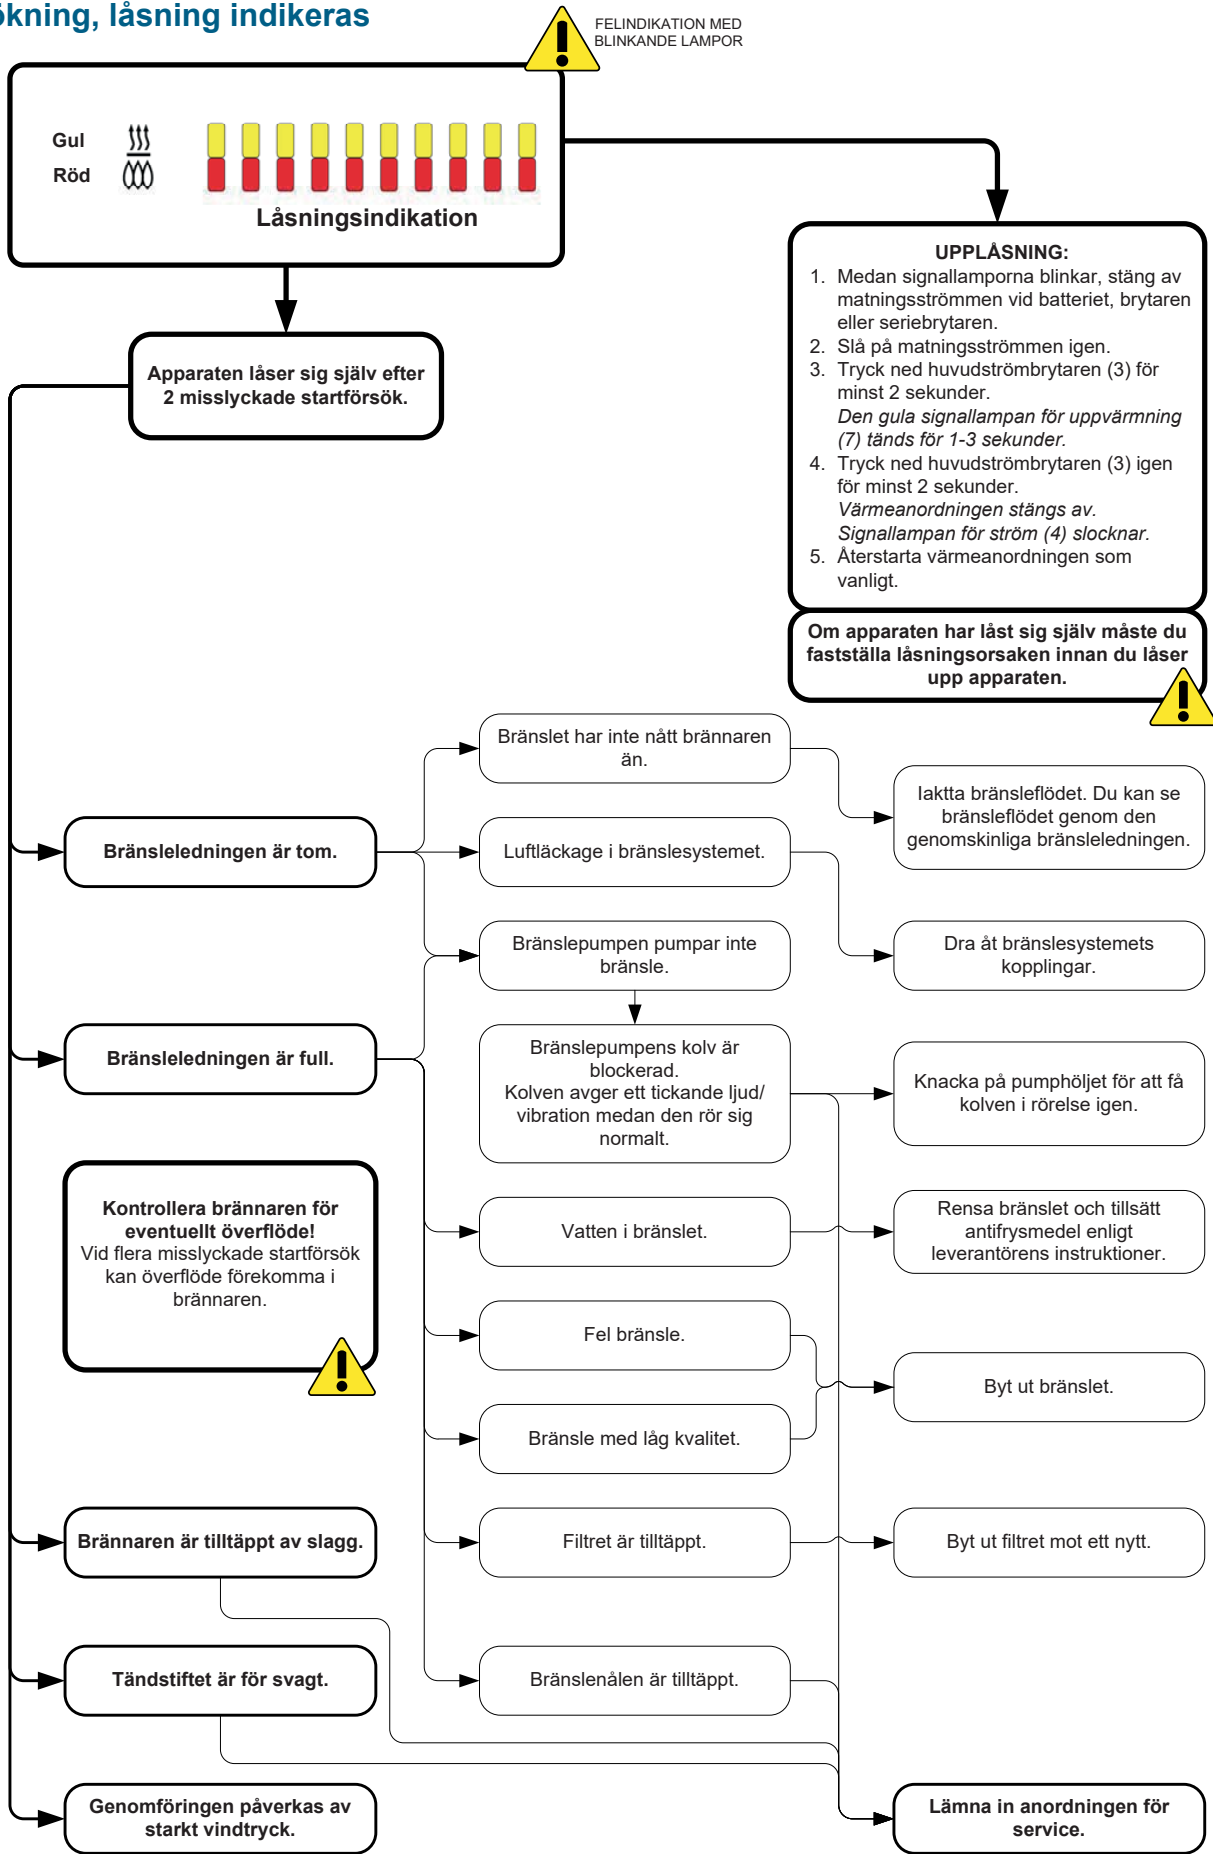 ökning, låsning indikeras
FELINDIKATION MED
BLINKANDE LAMPOR
Gul
Röd
Låsningsindikation
UPPLÅSNING:
1. Medan signallamporna blinkar, stäng av
matningsströmmen vid batteriet, brytaren
eller seriebrytaren.
2. Slå på matningsströmmen igen.
3. Tryck ned huvudströmbrytaren (3) för
minst 2 sekunder.
Den gula signallampan för uppvärmning
(7) tänds för 1-3 sekunder.
4. Tryck ned huvudströmbrytaren (3) igen
för minst 2 sekunder.
Värmeanordningen stängs av.
Signallampan för ström (4) slocknar.
5. Återstarta värmeanordningen som
vanligt.
Apparaten låser sig själv efter
2 misslyckade startförsök.
Om apparaten har låst sig själv måste du
fastställa låsningsorsaken innan du låser
upp apparaten.
Bränslet har inte nått brännaren
än.
Iaktta bränsleflödet. Du kan se
bränsleflödet genom den
genomskinliga bränsleledningen.
Bränsleledningen är tom.
Luftläckage i bränslesystemet.
Bränslepumpen pumpar inte
bränsle.
Dra åt bränslesystemets
kopplingar.
Bränsleledningen är full.
Bränslepumpens kolv är
blockerad.
Kolven avger ett tickande ljud/
vibration medan den rör sig
normalt.
Knacka på pumphöljet för att få
kolven i rörelse igen.
Kontrollera brännaren för
eventuellt överflöde!
Vid flera misslyckade startförsök
kan överflöde förekomma i
brännaren.
Vatten i bränslet.
Rensa bränslet och tillsätt
antifrysmedel enligt
leverantörens instruktioner.
Fel bränsle.
Byt ut bränslet.
Bränsle med låg kvalitet.
Brännaren är tilltäppt av slagg.
Filtret är tilltäppt.
Byt ut filtret mot ett nytt.
Tändstiftet är för svagt.
Bränslenålen är tilltäppt.
Genomföringen påverkas av
starkt vindtryck.
Lämna in anordningen för
service.